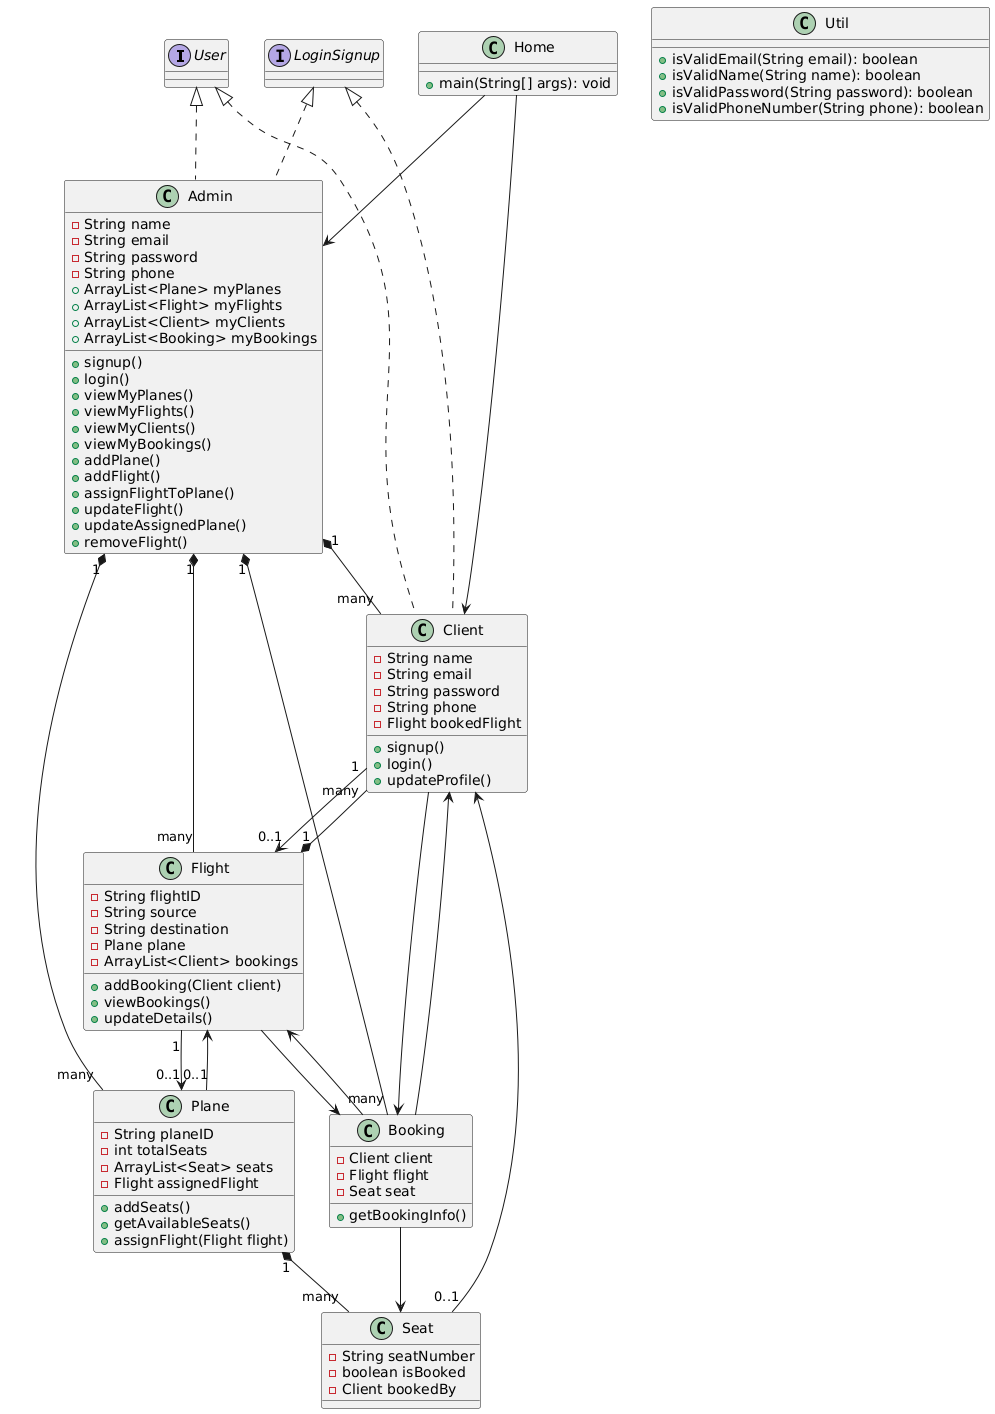 User
LoginSignup
Home
main(String[] args): void
Util
isValidEmail(String email): boolean
isValidName(String name): boolean
isValidPassword(String password): boolean
isValidPhoneNumber(String phone): boolean
Admin
String name
String email
String password
String phone
ArrayList<Plane> myPlanes
ArrayList<Flight> myFlights
ArrayList<Client> myClients
ArrayList<Booking> myBookings
signup()
login()
viewMyPlanes()
viewMyFlights()
viewMyClients()
viewMyBookings()
addPlane()
addFlight()
assignFlightToPlane()
updateFlight()
updateAssignedPlane()
removeFlight()
1
1
1
1
many
Client
String name
String email
String password
String phone
Flight bookedFlight
signup()
login()
updateProfile()
1
many
many
0..1
1
Flight
String flightID
String source
String destination
Plane plane
ArrayList<Client> bookings
addBooking(Client client)
viewBookings()
updateDetails()
1
many
0..1
0..1
many
Plane
String planeID
int totalSeats
ArrayList<Seat> seats
Flight assignedFlight
addSeats()
getAvailableSeats()
assignFlight(Flight flight)
Booking
Client client
Flight flight
Seat seat
getBookingInfo()
1
many
0..1
Seat
String seatNumber
boolean isBooked
Client bookedBy